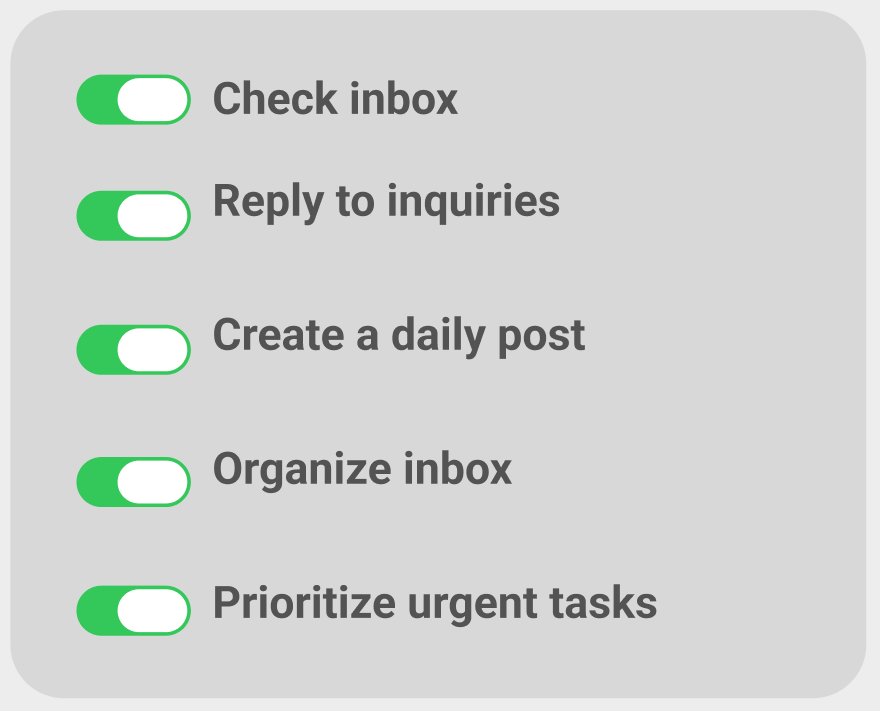 Check inbox
Reply to inquiries
Create a daily post
Organize inbox
Prioritize urgent tasks